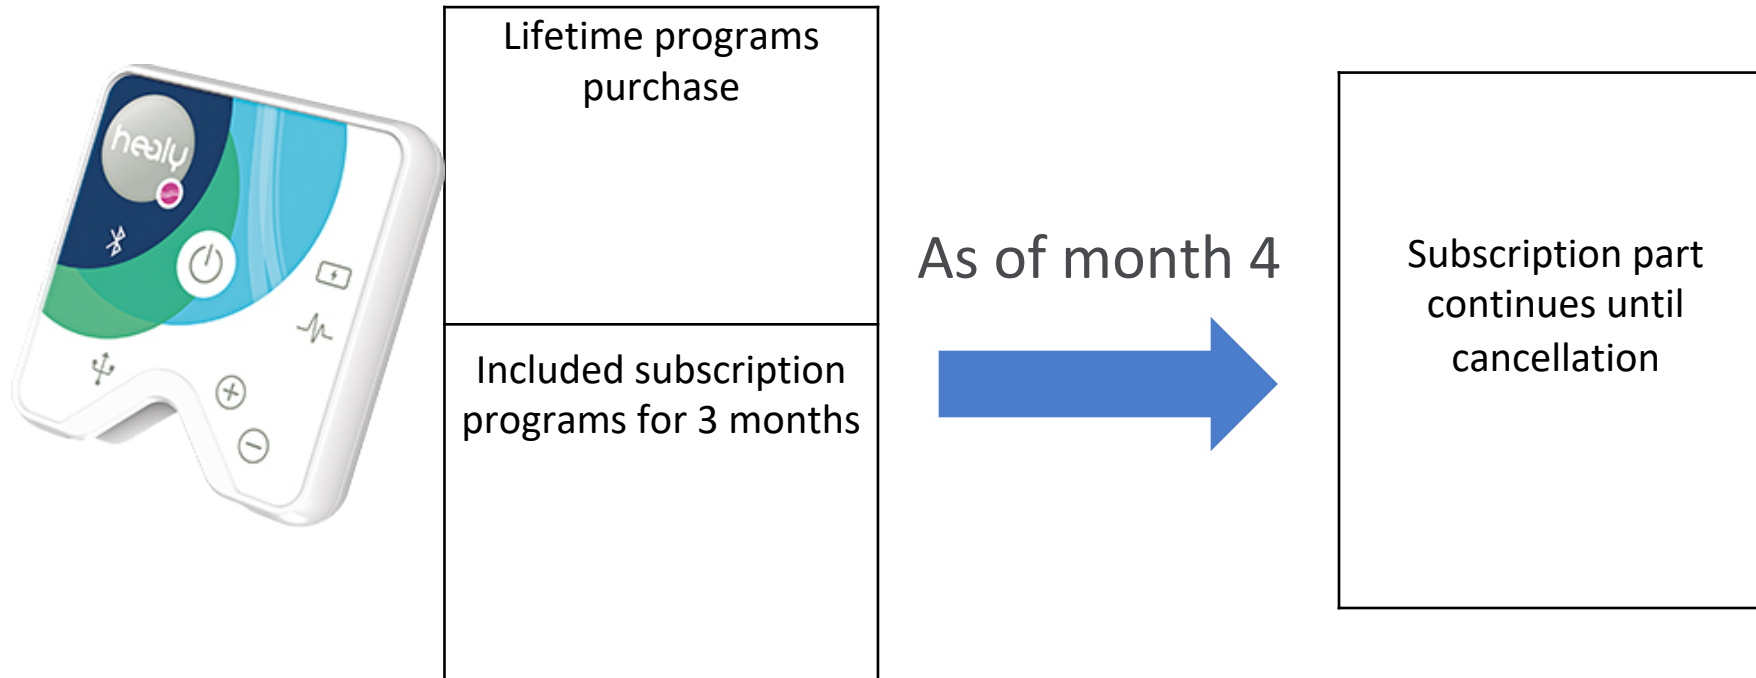 healy
Lifetime programs
purchase
Included subscription
programs for 3 months
As of month 4
Subscription part
continues until
cancellation